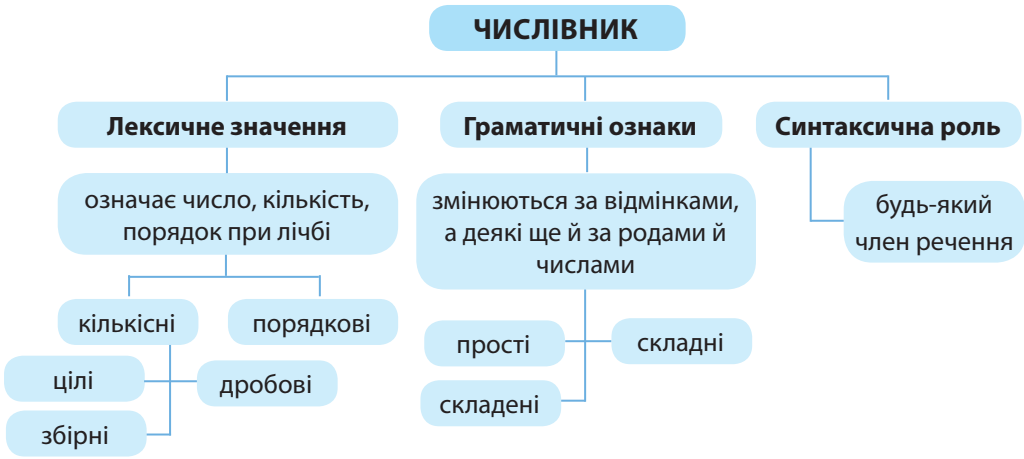 ЧИСЛІВНИК
Лексичне значення
Граматичні ознаки
Синтаксична роль
означає число, кількість,
порядок при лічбі
змінюються за відмінками,
а деякі ще й за родами й
числами
будь-який
член речення
кількісні
порядкові
прості
складні
цілі
дробові
складені
збірні